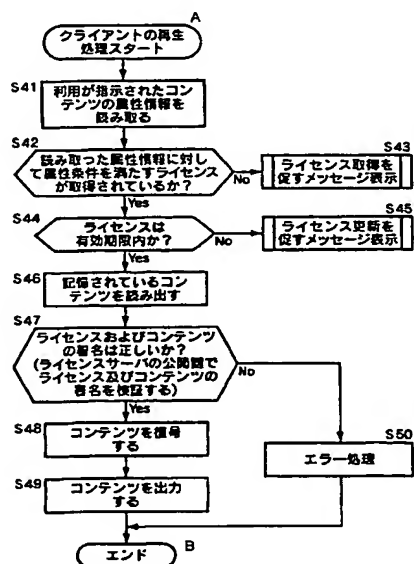 A
クライアントの再生
処理スタート
S41
利用が指示されたコン
テンツの属性情報を
読み取る
S42
読み取った属性情報に対し
て属性条件を満たすライセンス
が取得されているか？
No
S43
ライセンス取得を
促すメッセージ表示
Yes
S44
ライセンスは
有効期限内か？
No
S45
ライセンス更新を
促すメッセージ表示
Yes
S46
記憶されているコン
テンツを読み出す
S47
ライセンスおよびコンテンツ
の署名は正しいか？
(ライセンスサーバの公開鍵で
ライセンス及びコンテンツの
署名を検証する)
No
Yes
S48
コンテンツを復号
する
S50
エラー処理
S49
コンテンツを出力
する
エンド
B